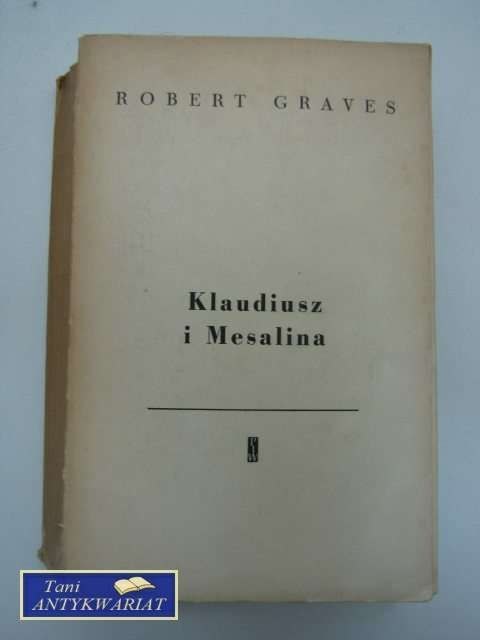 ROBERT GRAVES
Klaudiusz
i Mesalina
Tani
ANTYKWARIAT